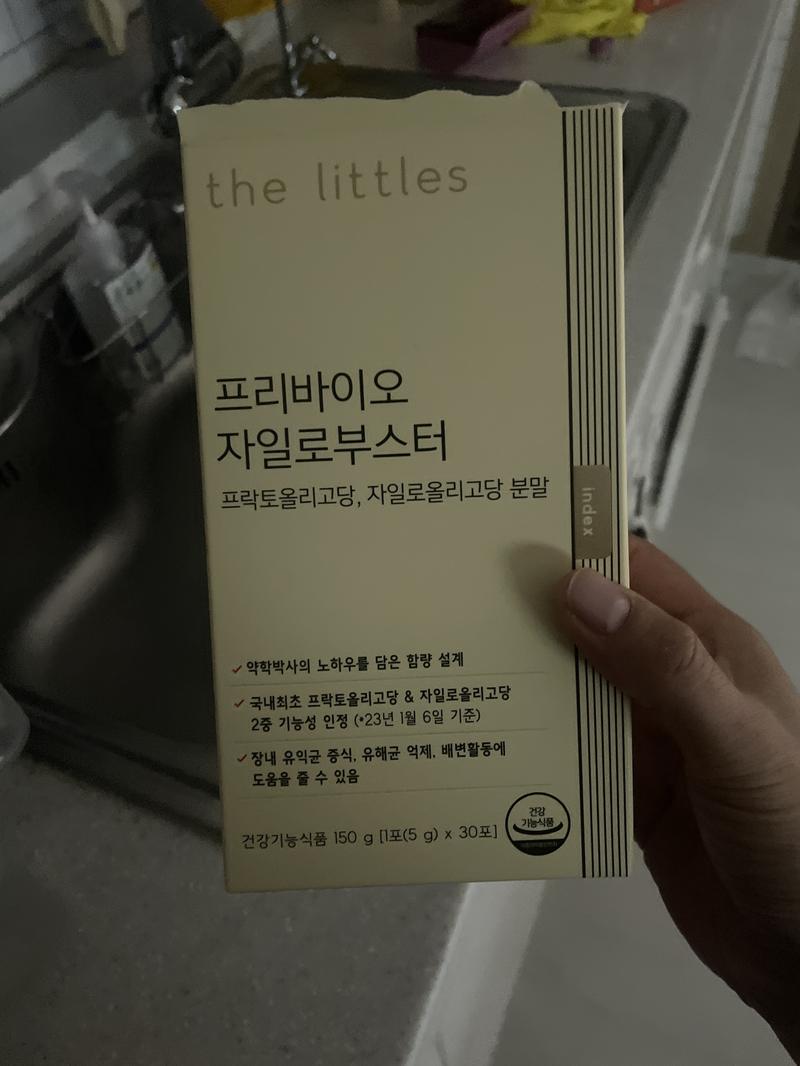 the littles
프리바이오
자일로부스터
프락토올리고당, 자일로올리고당 분말
index
약학박사의 노하우를 담은 함량 설계
국내최초 프락토올리고당 & 자일로올리고당
2중 기능성 인정 (*23년 1월 6일 기준)
장내 유익균 증식, 유해균 억제, 배변활동에
도움을 줄 수 있음
건강기능식품 150 g [1포(5 g) x 30포]
건강
기능식품